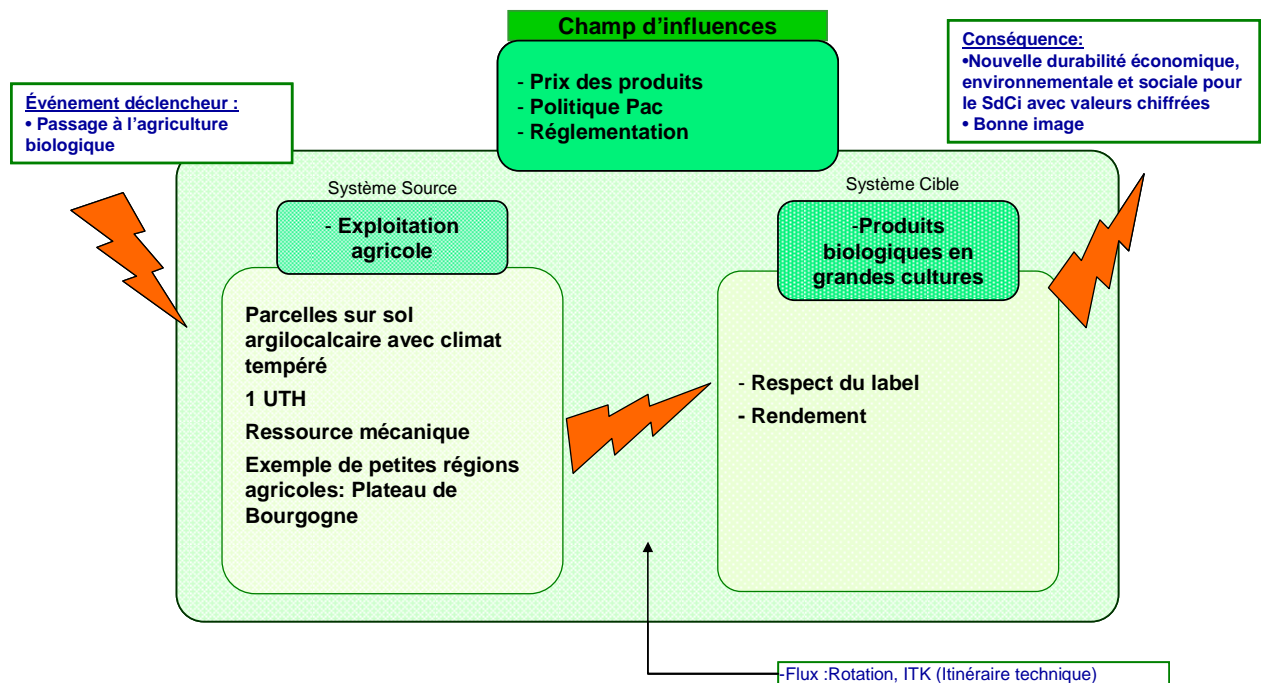 Champ d'influences
- Prix des produits
- Politique Pac
- Réglementation
Événement déclencheur :
• Passage à l'agriculture
biologique
Conséquence:
•Nouvelle durabilité économique,
environnementale et sociale pour
le SdCi avec valeurs chiffrées
• Bonne image
Système Source
- Exploitation
agricole
Parcelles sur sol
argilocalcaire avec climat
tempéré
1 UTH
Ressource mécanique
Exemple de petites régions
agricoles: Plateau de
Bourgogne
Système Cible
-Produits
biologiques en
grandes cultures
- Respect du label
- Rendement
-Flux :Rotation, ITK (Itinéraire technique)